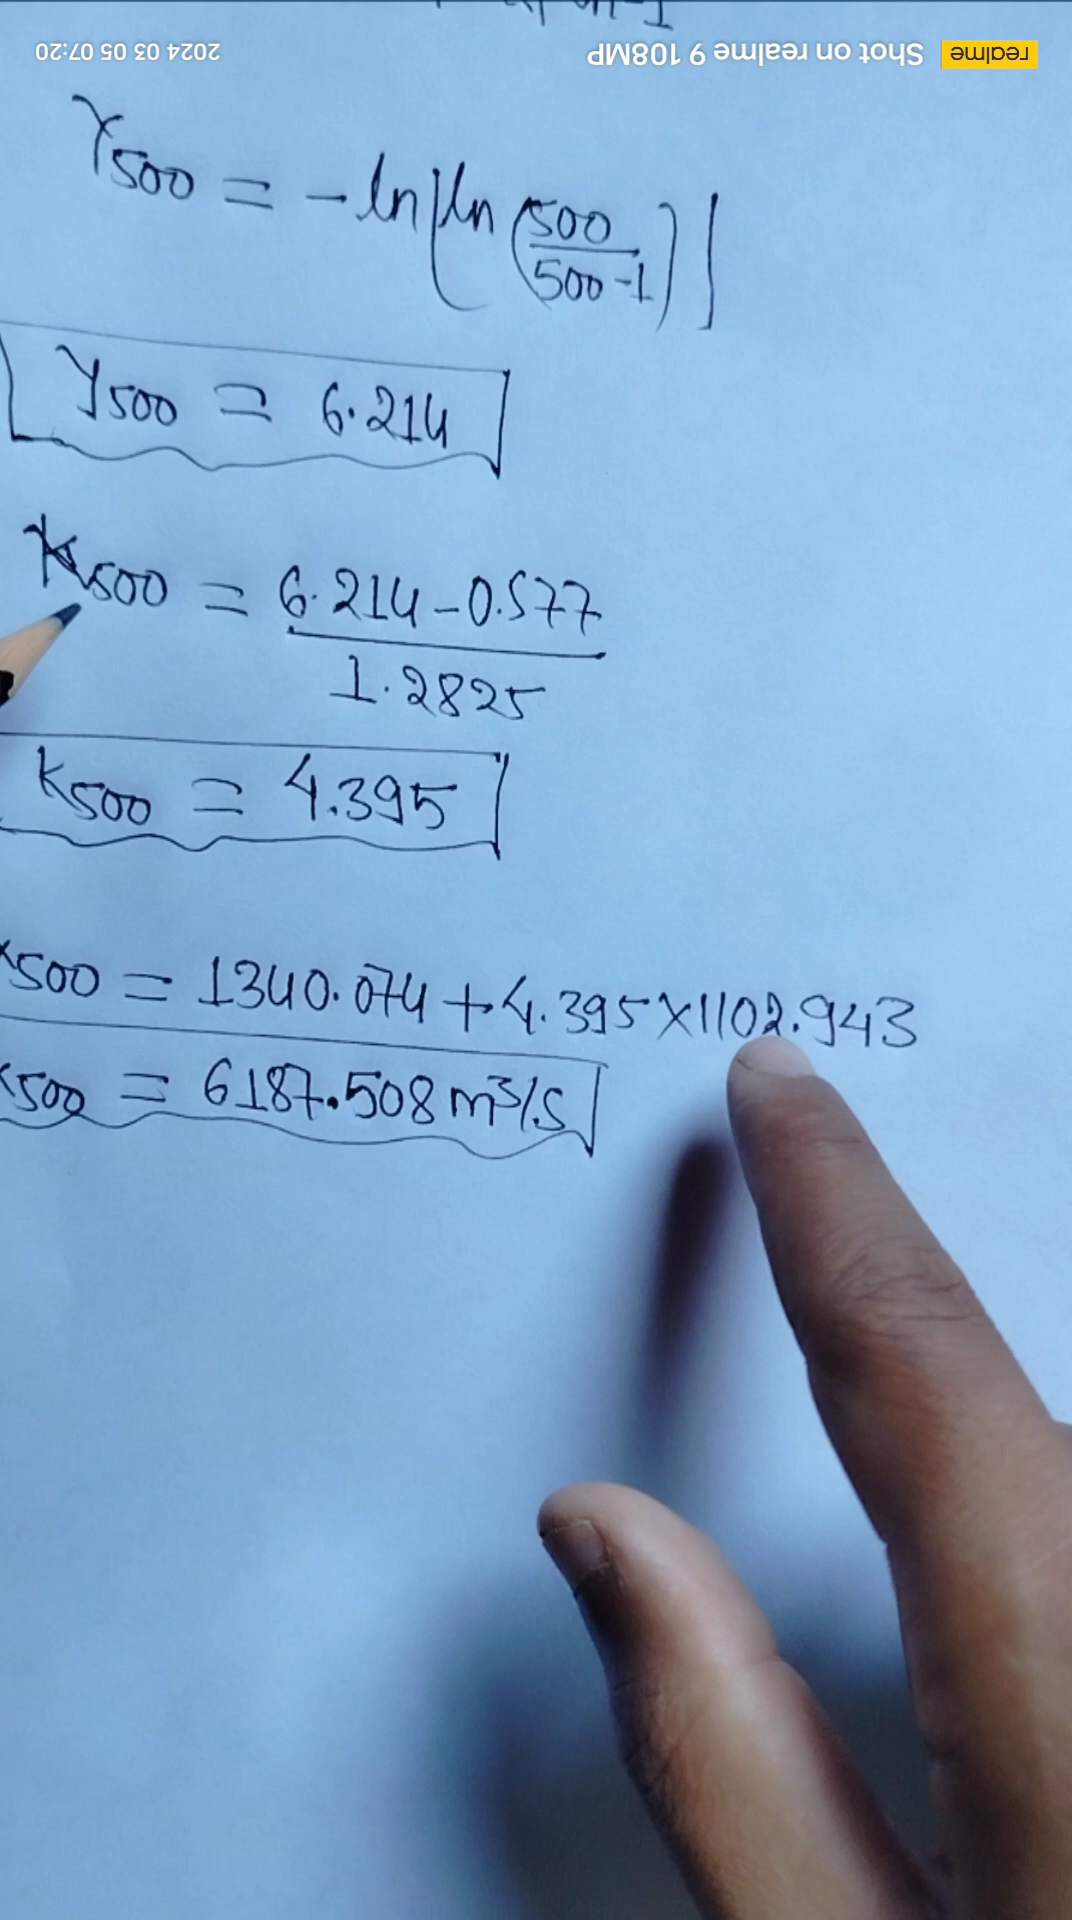 realme Shot on realme 9 108MP 2024 03 05 07:20
Y500 = -ln[ln(500/500-1)]
Y500 = 6.214
K500 = 6.214-0.577/1.2825
K500 = 4.395
x500 = 1340.074+4.395×1102.943
x500 = 6187.508 m³/s